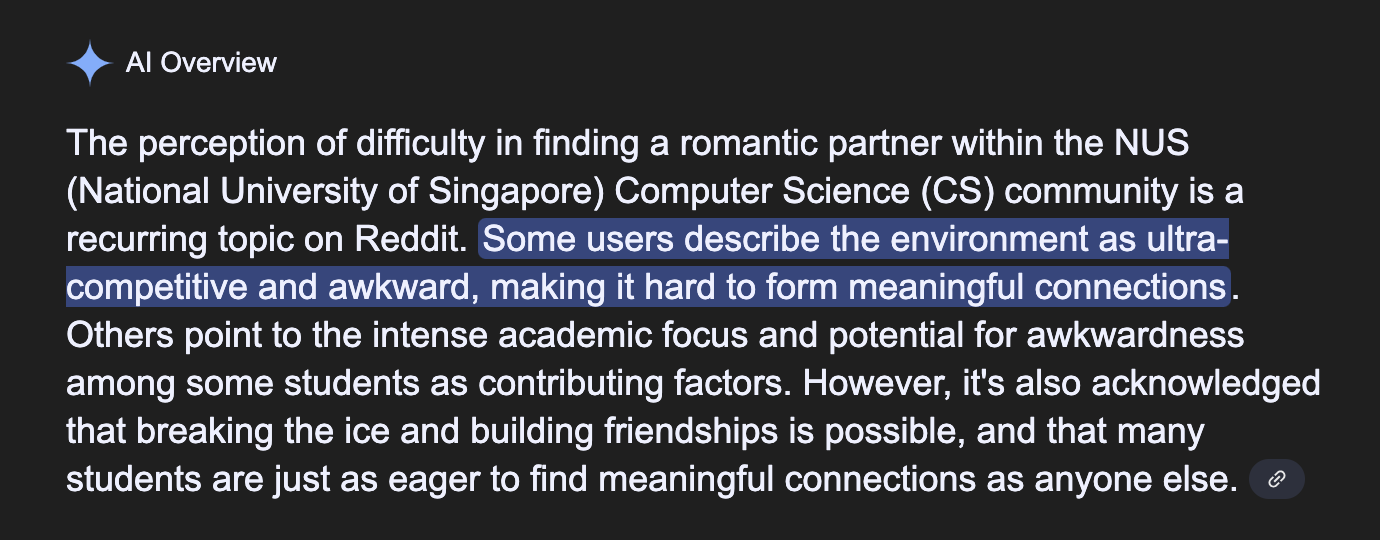 AI Overview
The perception of difficulty in finding a romantic partner within the NUS
(National University of Singapore) Computer Science (CS) community is a
recurring topic on Reddit. Some users describe the environment as ultra-
competitive and awkward, making it hard to form meaningful connections.
Others point to the intense academic focus and potential for awkwardness
among some students as contributing factors. However, it's also acknowledged
that breaking the ice and building friendships is possible, and that many
students are just as eager to find meaningful connections as anyone else.